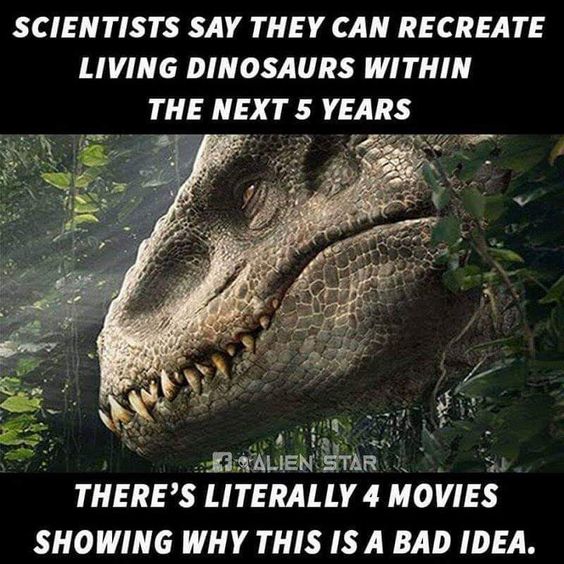 SCIENTISTS SAY THEY CAN RECREATE
LIVING DINOSAURS WITHIN
THE NEXT 5 YEARS
ALIEN STAR
THERE'S LITERALLY 4 MOVIES
SHOWING WHY THIS IS A BAD IDEA.